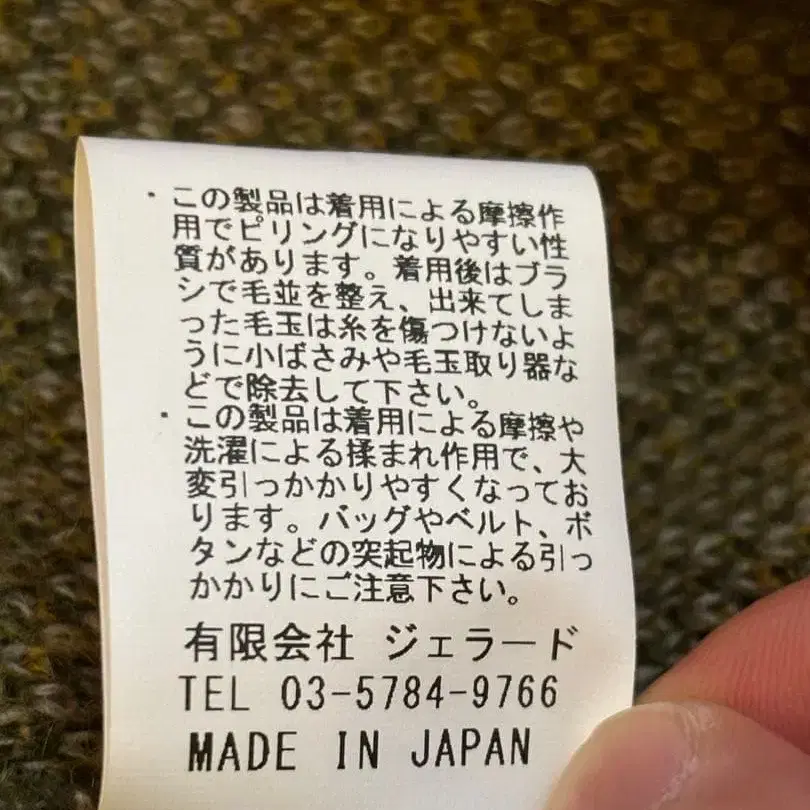 ・この製品は着用による摩擦作
用でピリングになりやすい性
質があります。着用後はブラ
シで毛並を整え、出来てしま
った毛玉は糸を傷つけないよ
うに小ばさみや毛玉取り器な
どで除去して下さい。
・この製品は着用による摩擦や
洗濯による揉まれ作用で、大
変引っかかりやすくなってお
ります。バッグやベルト、ボ
タンなどの突起物による引っ
かかりにご注意下さい。
有限会社 ジェラード
TEL 03-5784-9766
MADE IN JAPAN